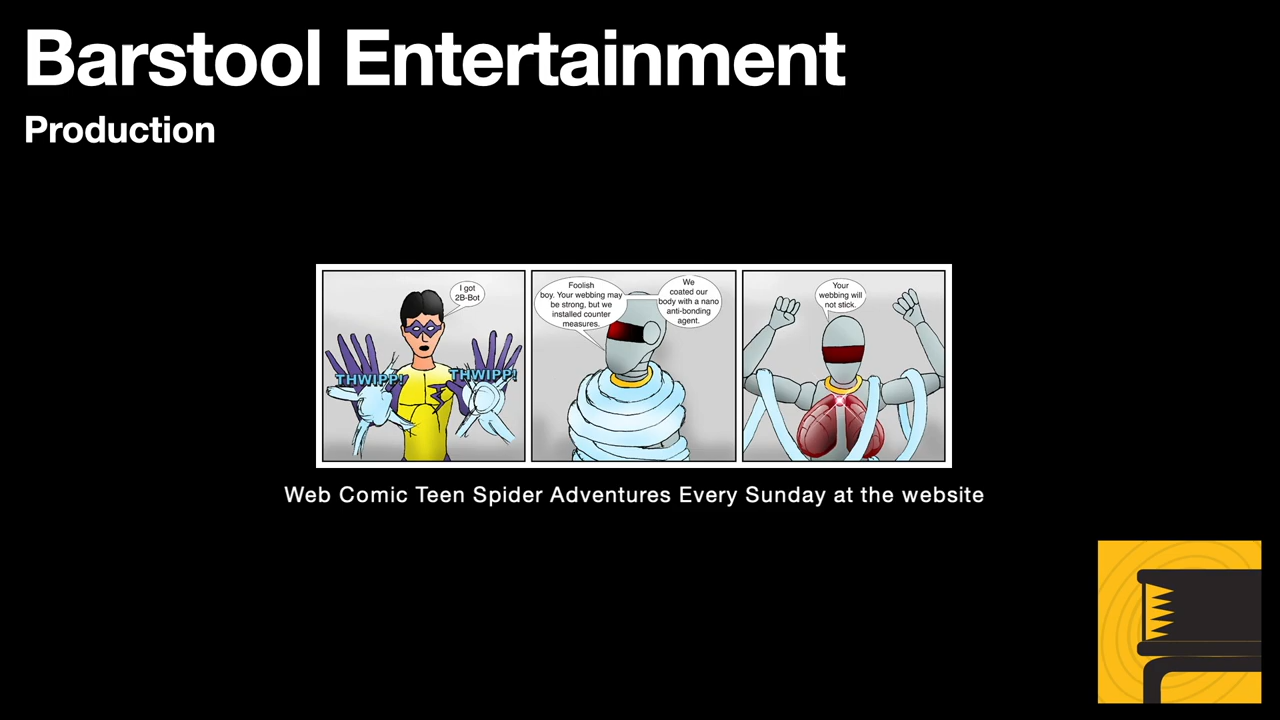 Barstool Entertainment
Production
I got
2B-Bot
THWIPP!
THWIPP!
Foolish
boy. Your webbing may
be strong, but we
installed counter
measures.
We
coated our
body with a nano
anti-bonding
agent.
Your
webbing will
not stick.
Web Comic Teen Spider Adventures Every Sunday at the website